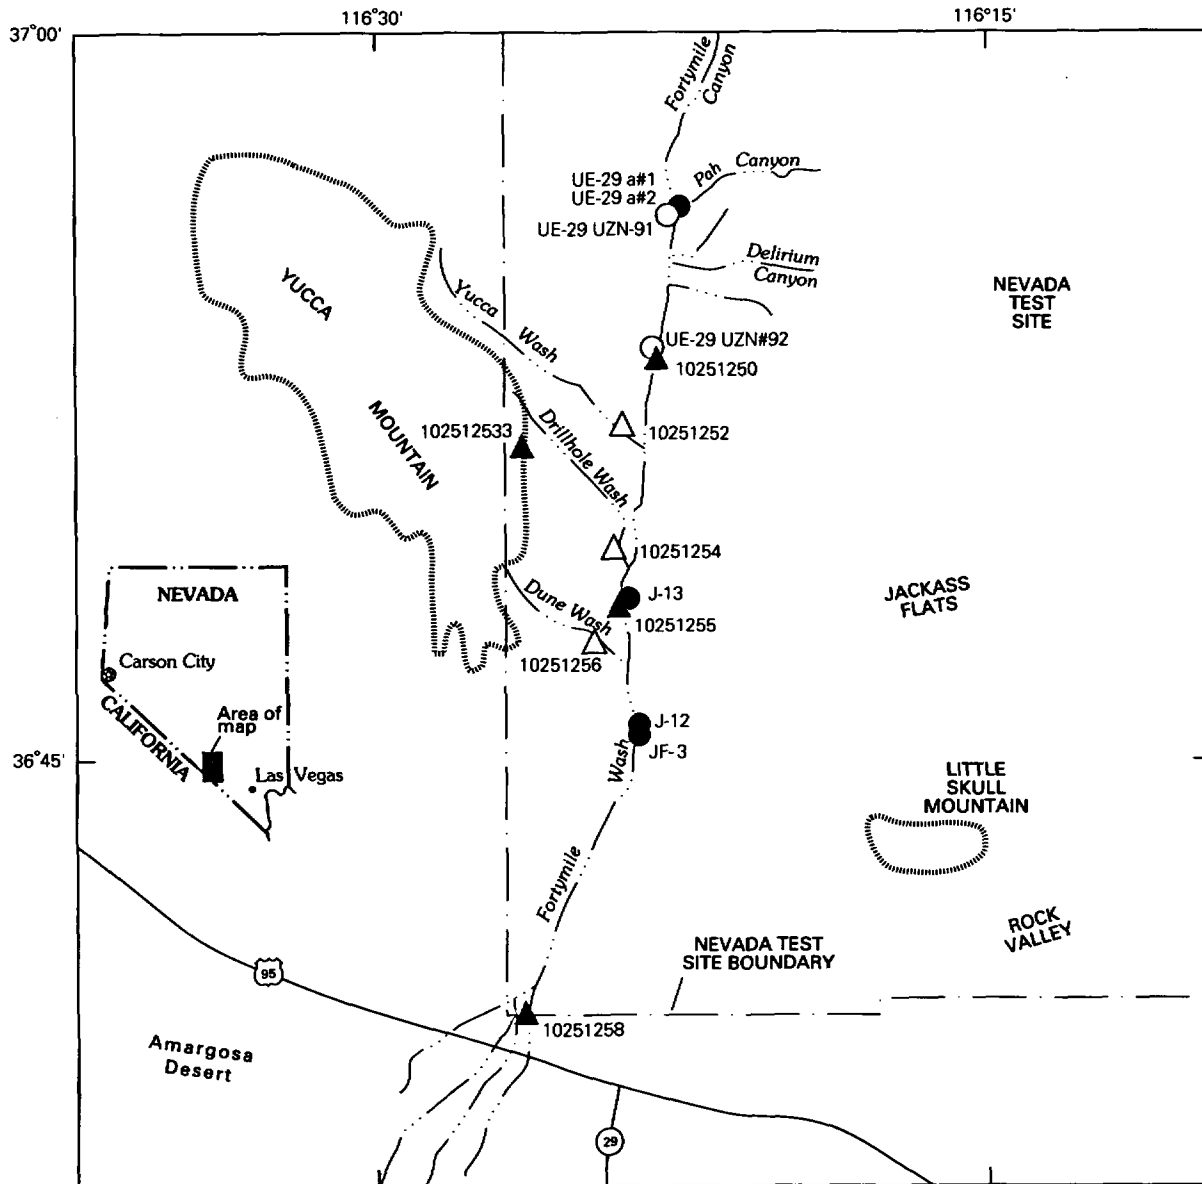 116°30'
116°15'
37°00'
Fortymile
Canyon
Pah Canyon
UE-29 a#1
UE-29 a#2
UE-29 UZN-91
Delirium
Canyon
NEVADA
TEST
SITE
YUCCA
MOUNTAIN
Yucca Wash
UE-29 UZN#92
10251250
102512533
10251252
Drillhole Wash
10251254
J-13
10251255
Dune Wash
10251256
JACKASS
FLATS
NEVADA
Carson City
CALIFORNIA
Area of
map
Las Vegas
36°45'
J-12
JF-3
Fortymile Wash
LITTLE
SKULL
MOUNTAIN
ROCK
VALLEY
NEVADA TEST
SITE BOUNDARY
95
10251258
Amargosa
Desert
29